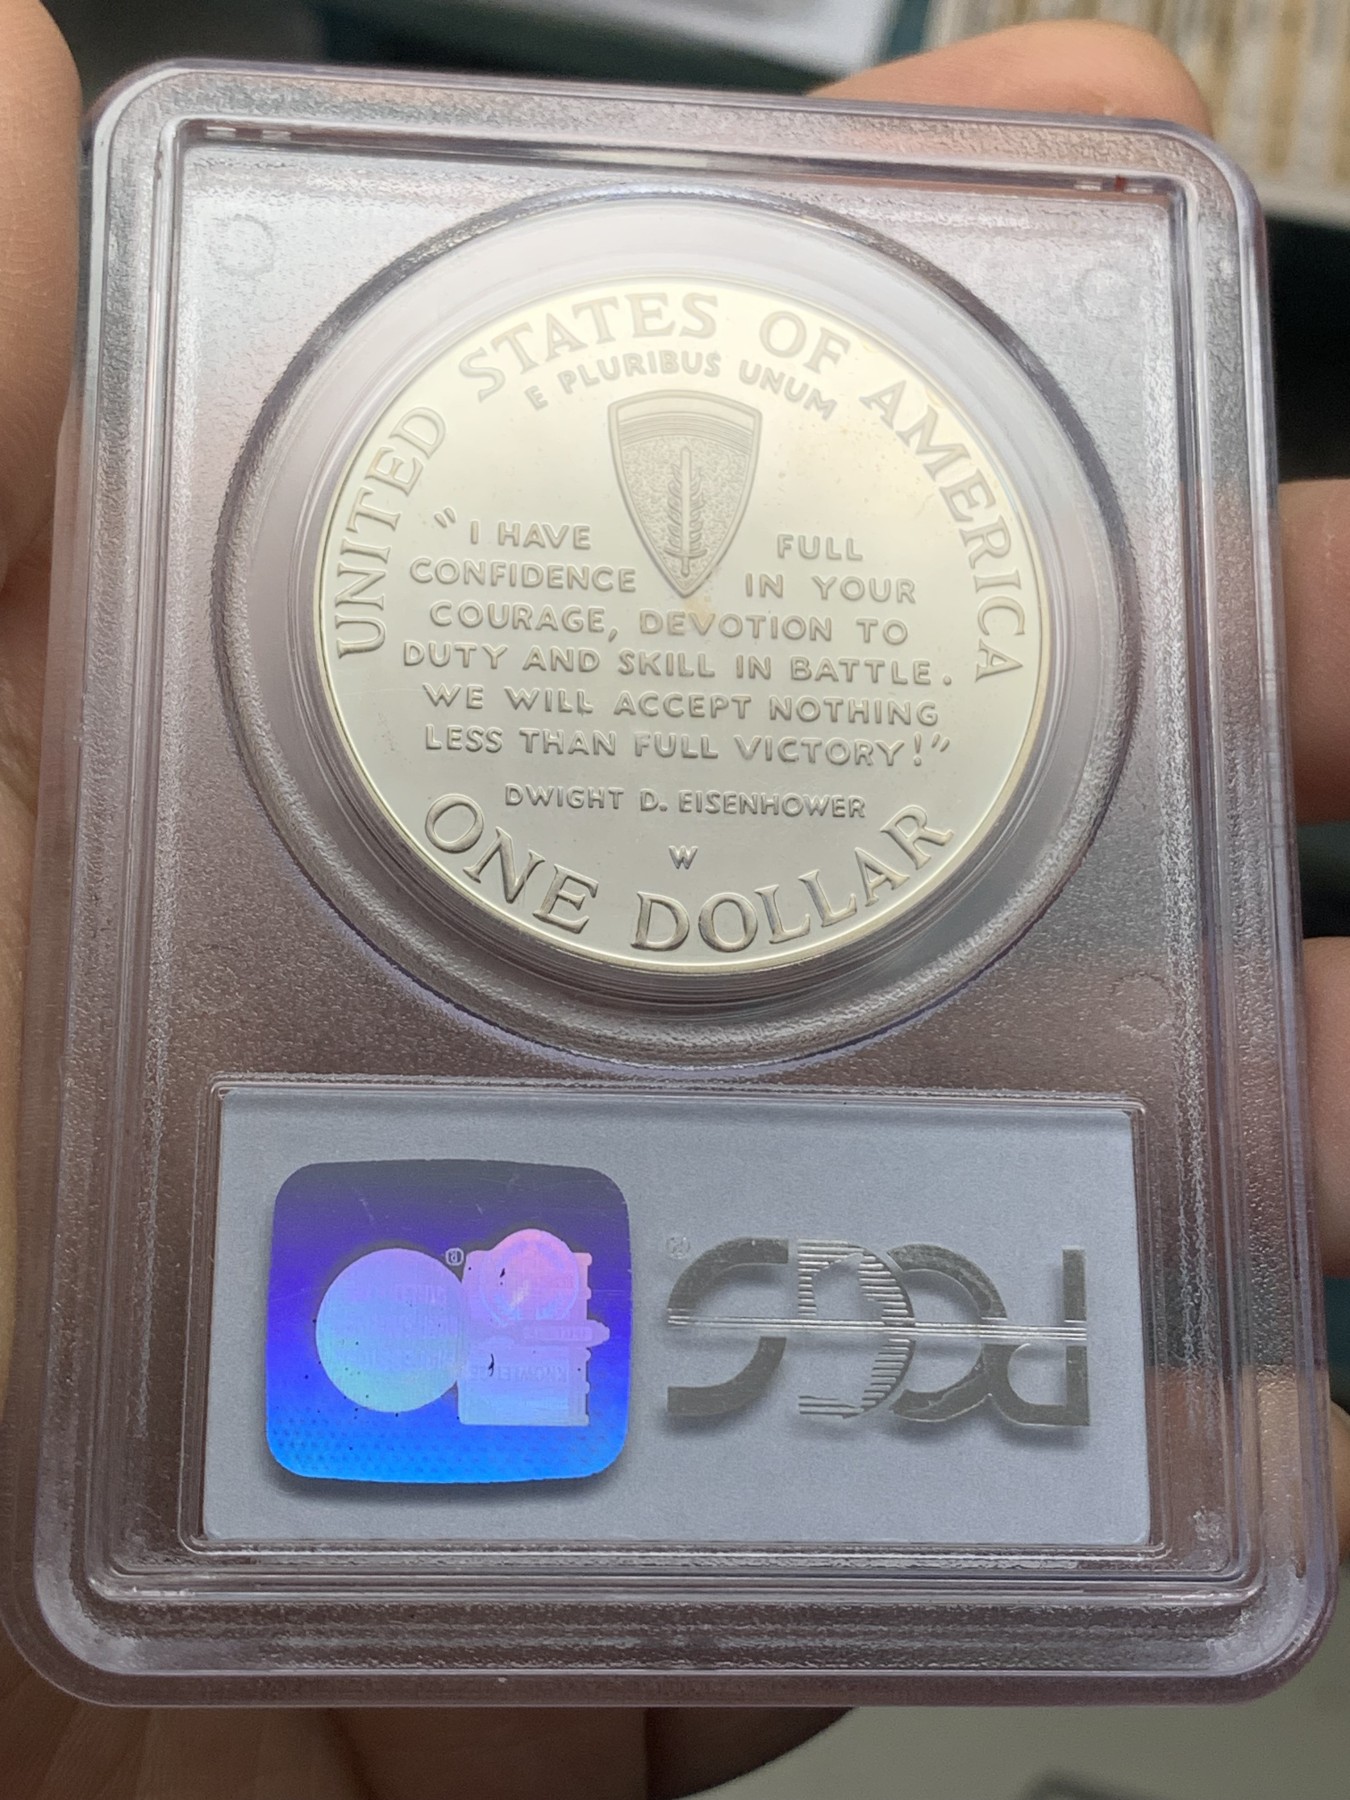 UNITED STATES OF AMERICA
E PLURIBUS UNUM
"I HAVE FULL
CONFIDENCE IN YOUR
COURAGE, DEVOTION TO
DUTY AND SKILL IN BATTLE.
WE WILL ACCEPT NOTHING
LESS THAN FULL VICTORY!"
DWIGHT D. EISENHOWER
W
ONE DOLLAR
PCGS